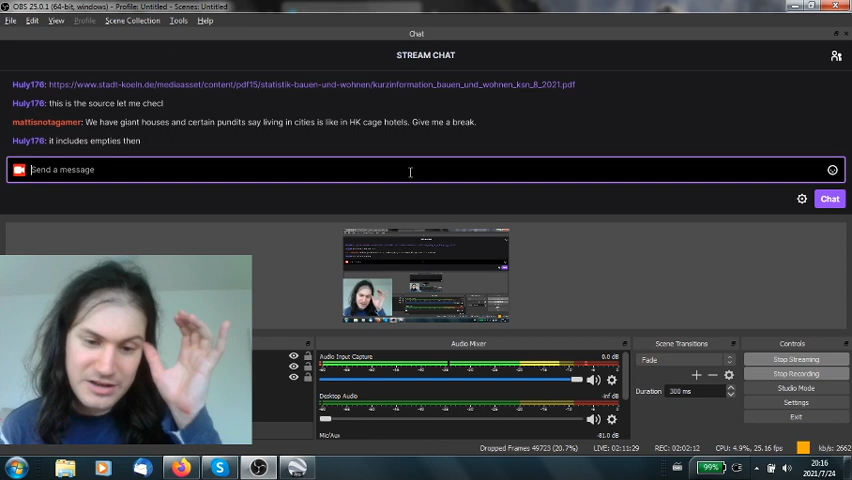 OBS 25.0.1 (64-bit, windows) - Profile: Untitled - Scenes: Untitled
File Edit View Profile Scene Collection Tools Help
Chat
STREAM CHAT
Huly176: https://www.stadt-koeln.de/mediaasset/content/pdf15/statistik-bauen-und-wohnen/kurzinformation_bauen_und_wohnen_ksn_8_2021.pdf
Huly176: this is the source let me checl
mattisnotagamer: We have giant houses and certain pundits say living in cities is like in HK cage hotels. Give me a break.
Huly176: it includes empties then
Send a message
Chat
Audio Mixer
Scene Transitions
Controls
Audio Input Capture 0.0 dB
Desktop Audio -inf dB
Mic/Aux -81.0 dB
Fade
Duration 300 ms
Stop Streaming
Stop Recording
Studio Mode
Settings
Exit
Dropped Frames 49723 (20.7%) LIVE: 02:11:29 REC: 02:02:12 CPU: 4.9%, 25.16 fps kb/s: 2662
99%
20:16
2021/7/24